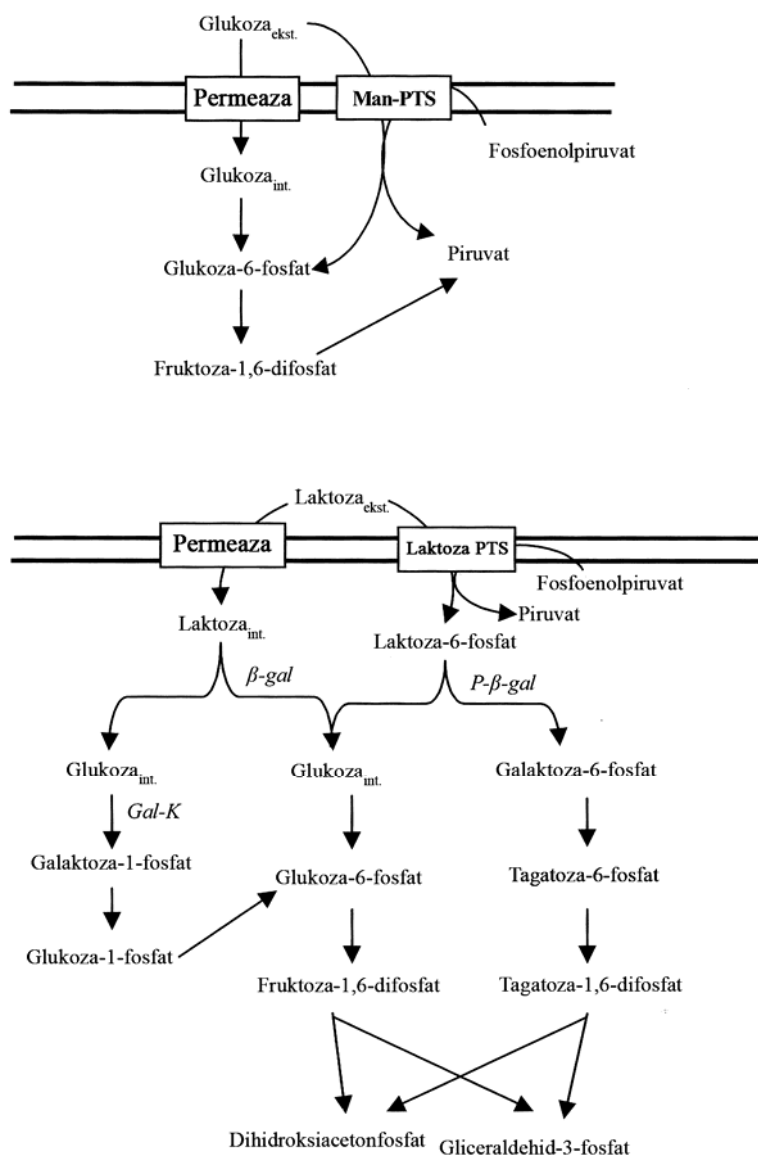 Glukoza ekst.
Permeaza Man-PTS
Fosfoenolpiruvat
Glukoza int.
Glukoza-6-fosfat Piruvat
Fruktoza-1,6-difosfat
Laktoza ekst.
Permeaza Laktoza PTS
Fosfoenolpiruvat
Piruvat
Laktoza int. Laktoza-6-fosfat
β-gal P-β-gal
Glukoza int. Glukoza int. Galaktoza-6-fosfat
Gal-K
Galaktoza-1-fosfat Glukoza-6-fosfat Tagatoza-6-fosfat
Glukoza-1-fosfat Fruktoza-1,6-difosfat Tagatoza-1,6-difosfat
Dihidroksiacetonfosfat Gliceraldehid-3-fosfat